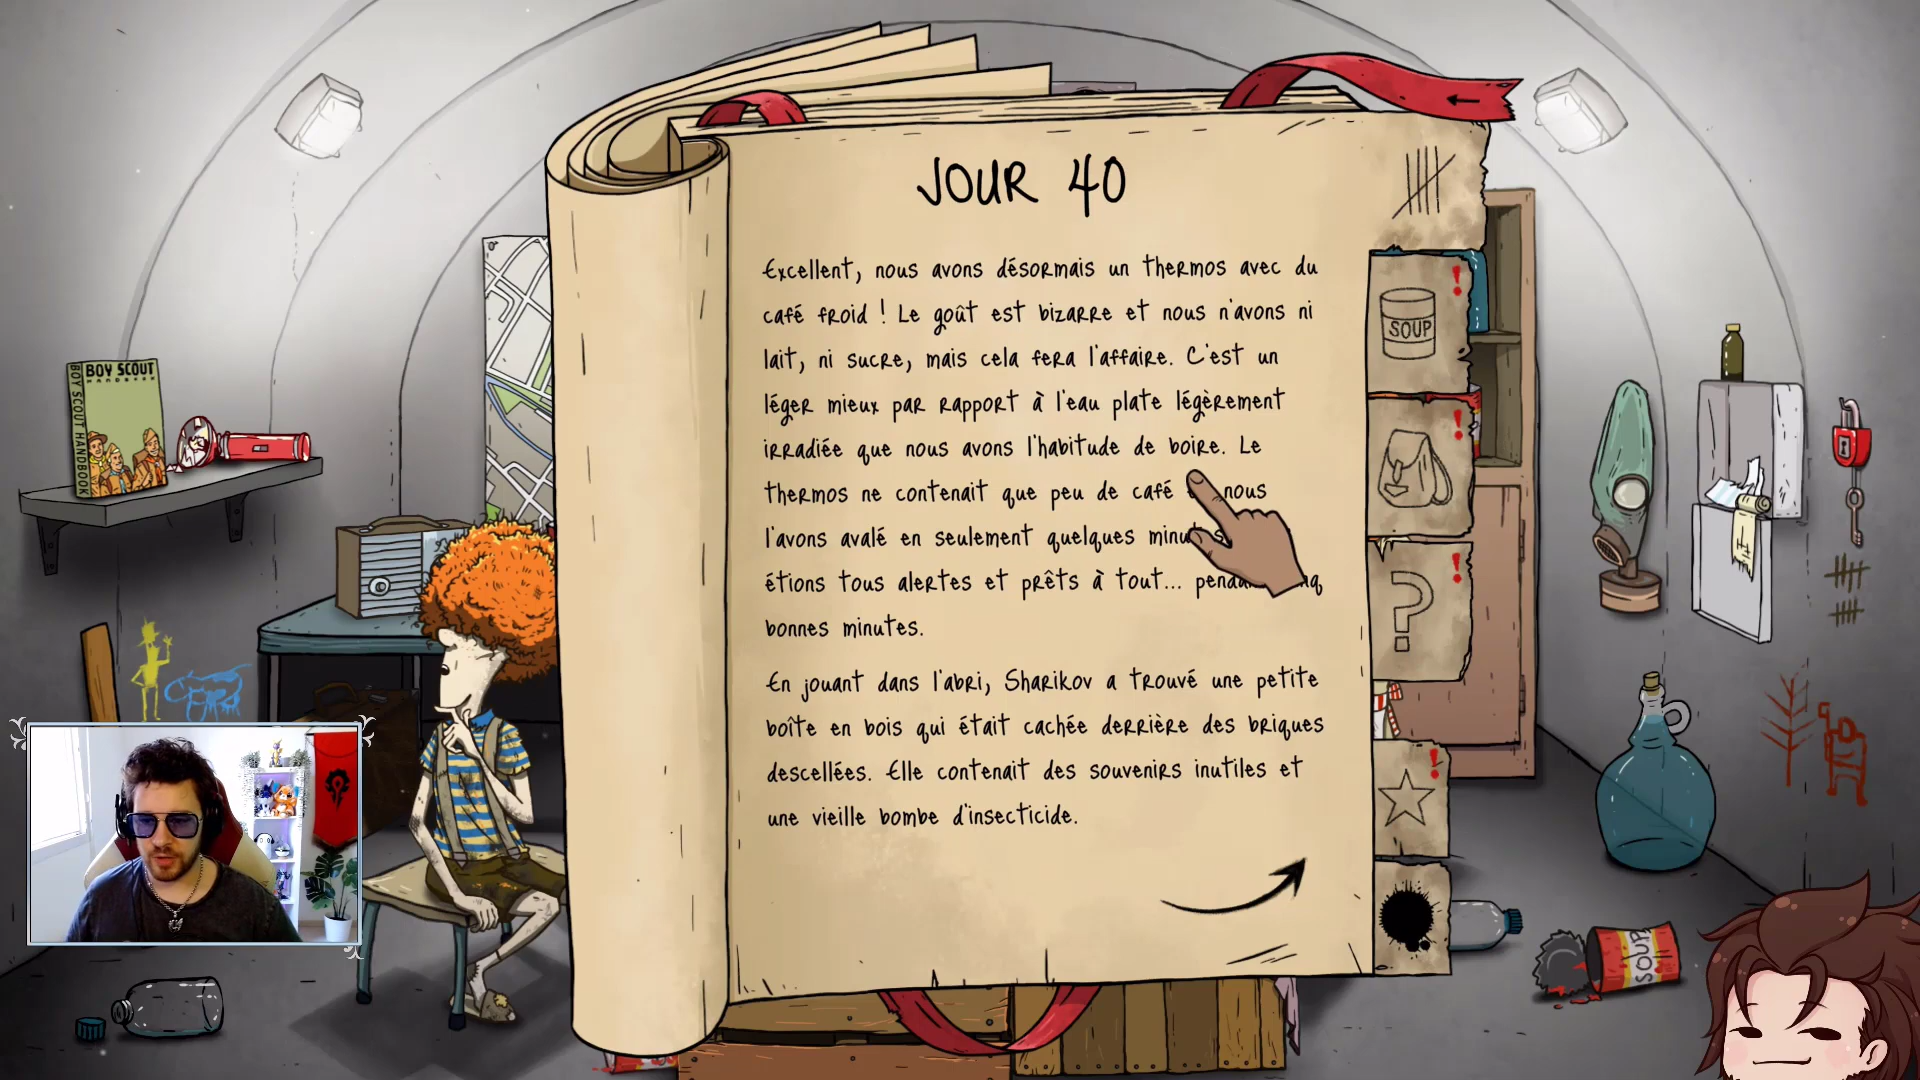 JOUR 40
Excellent, nous avons désormais un thermos avec du
café froid ! Le goût est bizarre et nous n'avons ni
lait, ni sucre, mais cela fera l'affaire. C'est un
léger mieux par rapport à l'eau plate légèrement
irradiée que nous avons l'habitude de boire. Le
thermos ne contenait que peu de café nous
l'avons avalé en seulement quelques
étions tous alertes et prêts à tout...
bonnes minutes.
En jouant dans l'abri, Sharikov a trouvé une petite
boîte en bois qui était cachée derrière des briques
descellées. Elle contenait des souvenirs inutiles et
une vieille bombe d'insecticide.
SOUP
!
!
?
!
!
BOY SCOUT
HANDBOOK
BOY SCOUT HANDBOOK
SOUP